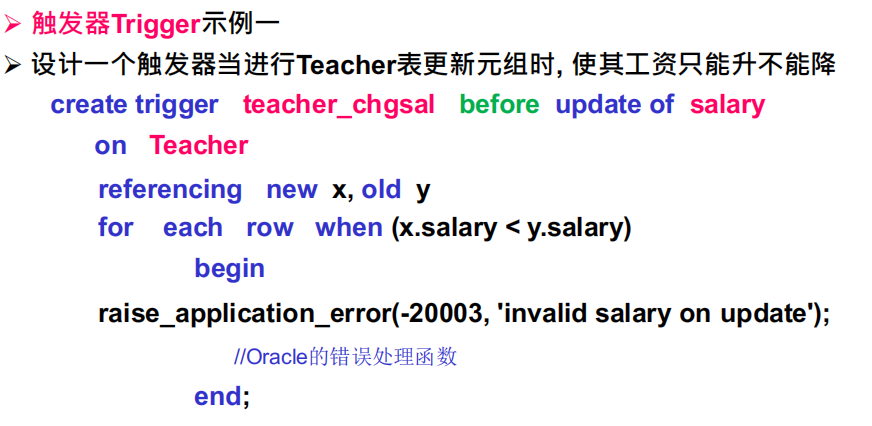 ➢ 触发器Trigger示例一
➢ 设计一个触发器当进行Teacher表更新元组时, 使其工资只能升不能降
create trigger teacher_chgsal before update of salary
on Teacher
referencing new x, old y
for each row when (x.salary < y.salary)
begin
raise_application_error(-20003, 'invalid salary on update');
//Oracle的错误处理函数
end;